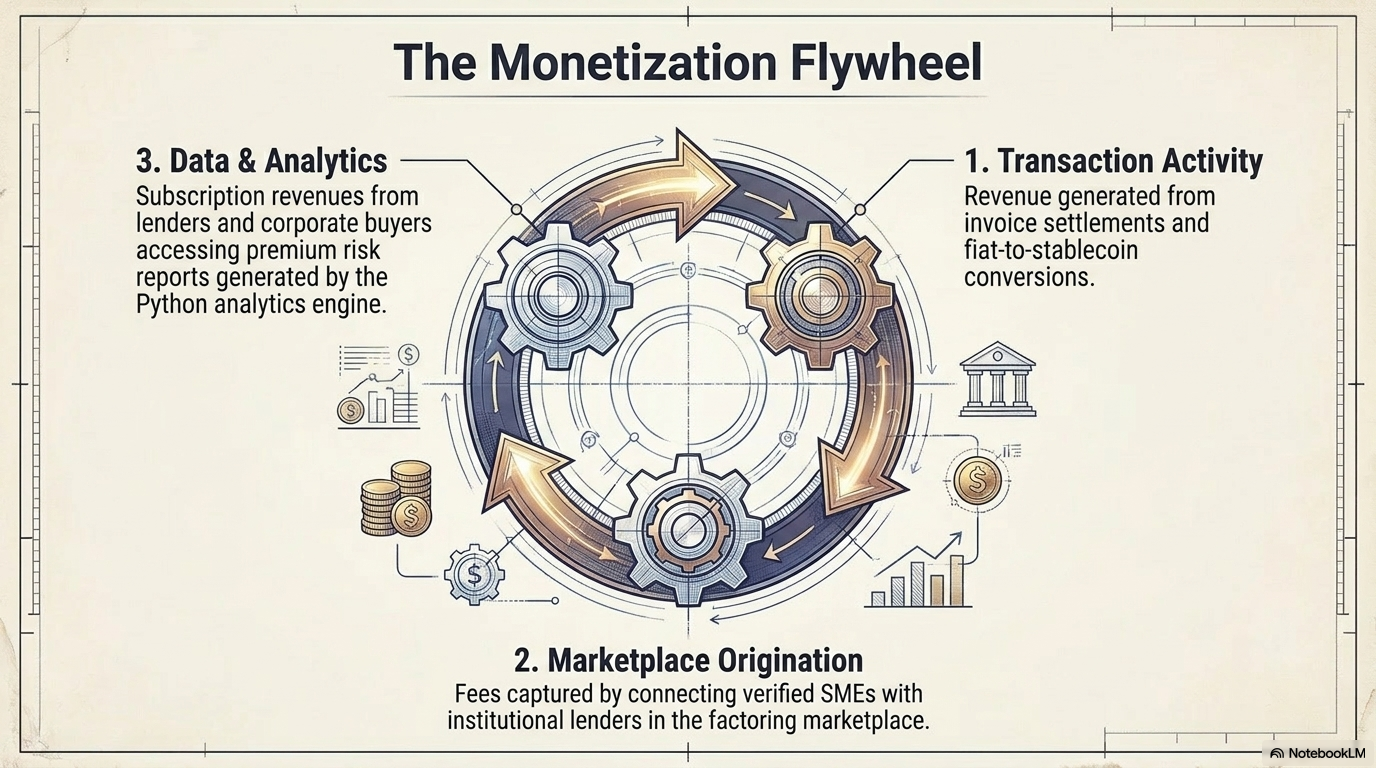 The Monetization Flywheel
3. Data & Analytics
Subscription revenues from
lenders and corporate buyers
accessing premium risk
reports generated by the
Python analytics engine.
1. Transaction Activity
Revenue generated from
invoice settlements and
fiat-to-stablecoin
conversions.
$
$
$
$
$
2. Marketplace Origination
Fees captured by connecting verified SMEs with
institutional lenders in the factoring marketplace.
NotebookLM